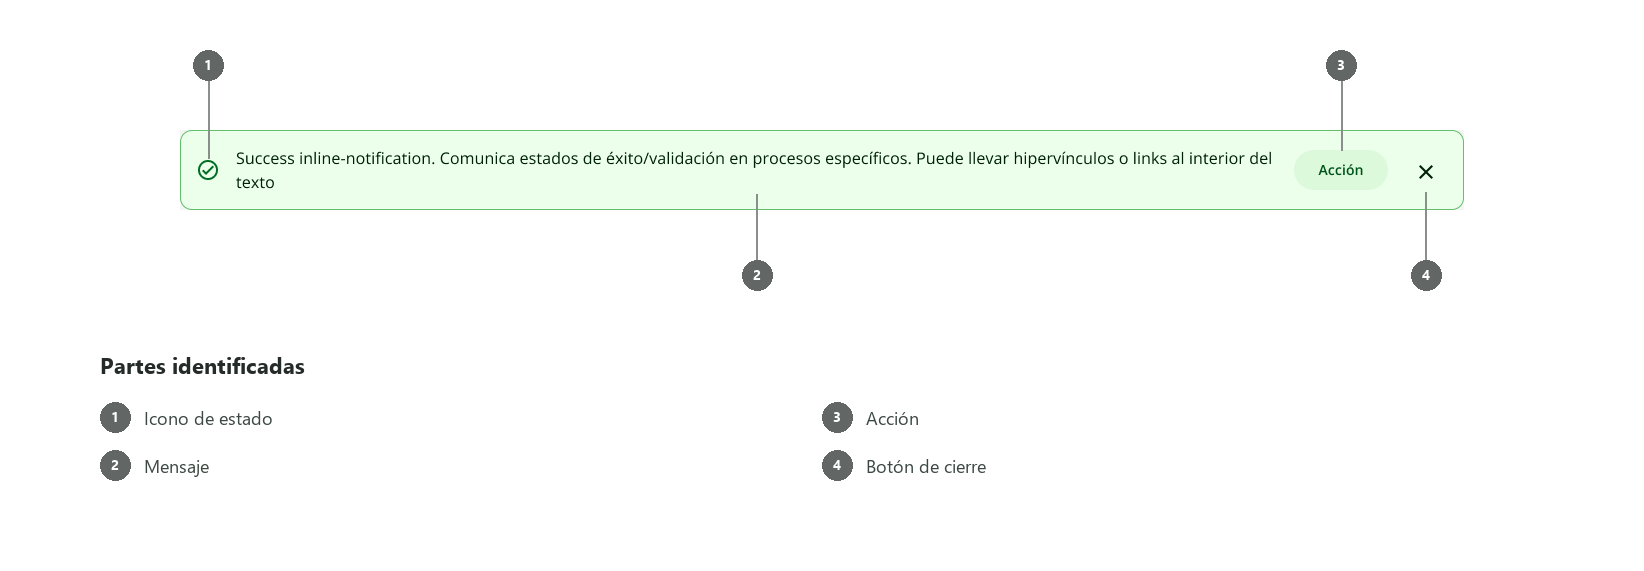 1
3
Success inline-notification. Comunica estados de éxito/validación en procesos específicos. Puede llevar hipervínculos o links al interior del
texto
Acción
2
4
Partes identificadas
1 Icono de estado
2 Mensaje
3 Acción
4 Botón de cierre